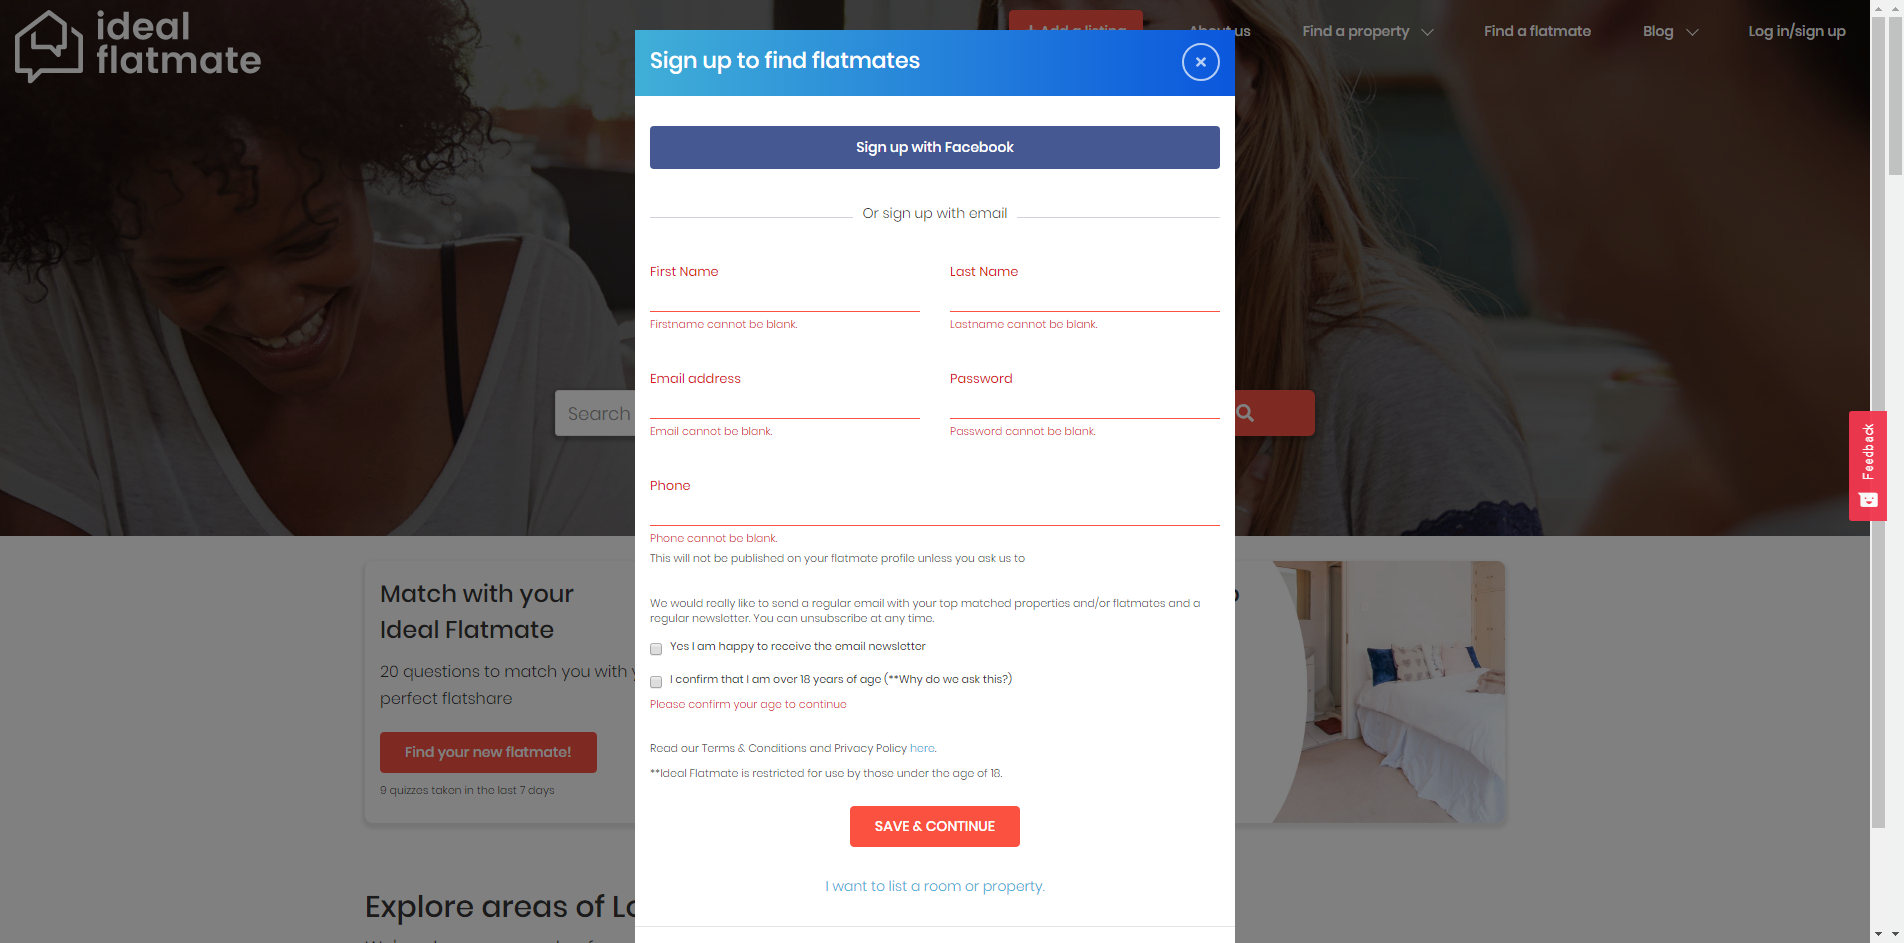 ideal
flatmate
Add a listing
About us
Find a property
Find a flatmate
Blog
Log in/sign up
Sign up to find flatmates
Sign up with Facebook
Or sign up with email
First Name
Last Name
Firstname cannot be blank.
Lastname cannot be blank.
Email address
Password
Email cannot be blank.
Password cannot be blank.
Phone
Phone cannot be blank.
This will not be published on your flatmate profile unless you ask us to
We would really like to send a regular email with your top matched properties and/or flatmates and a
regular newsletter. You can unsubscribe at any time.
Yes I am happy to receive the email newsletter
I confirm that I am over 18 years of age (**Why do we ask this?)
Please confirm your age to continue
Read our Terms & Conditions and Privacy Policy here.
**Ideal Flatmate is restricted for use by those under the age of 18.
SAVE & CONTINUE
I want to list a room or property.
Search
Feedback
Match with your
Ideal Flatmate
20 questions to match you with
perfect flatshare
Find your new flatmate!
9 quizzes taken in the last 7 days
Explore areas of